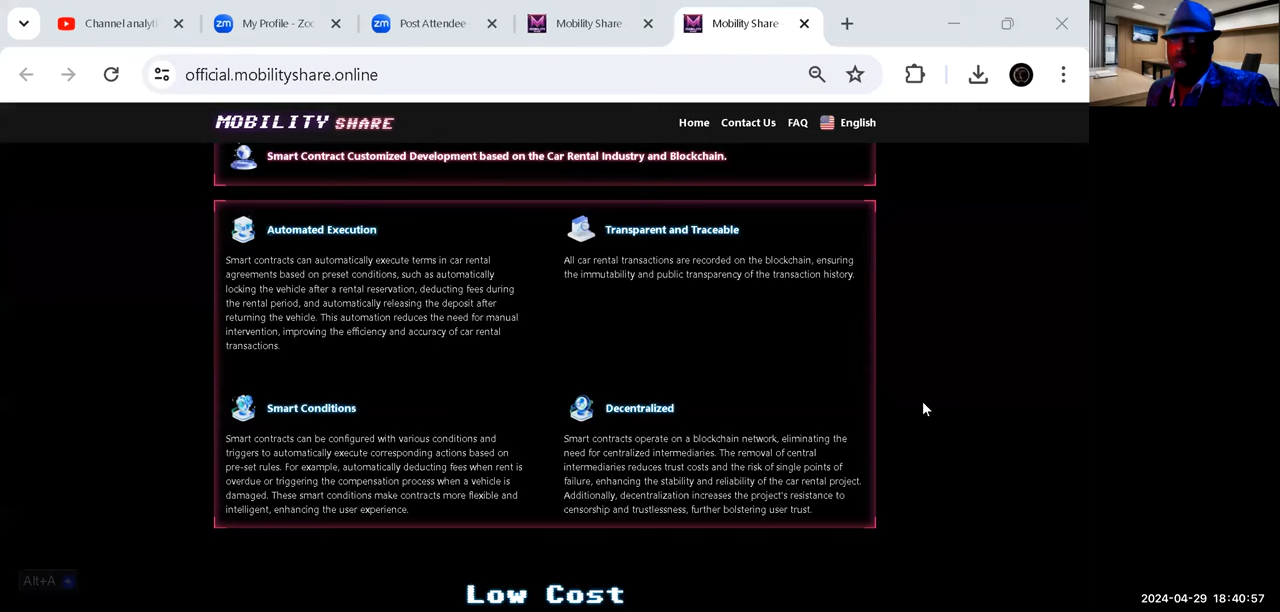 Channel analyti
My Profile - Zoo
Post Attendee
Mobility Share
Mobility Share
official.mobilityshare.online
MOBILITY SHARE
Home Contact Us FAQ English
Smart Contract Customized Development based on the Car Rental Industry and Blockchain.
Automated Execution
Smart contracts can automatically execute terms in car rental
agreements based on preset conditions, such as automatically
locking the vehicle after a rental reservation, deducting fees during
the rental period, and automatically releasing the deposit after
returning the vehicle. This automation reduces the need for manual
intervention, improving the efficiency and accuracy of car rental
transactions.
Transparent and Traceable
All car rental transactions are recorded on the blockchain, ensuring
the immutability and public transparency of the transaction history.
Smart Conditions
Smart contracts can be configured with various conditions and
triggers to automatically execute corresponding actions based on
pre-set rules. For example, automatically deducting fees when rent is
overdue or triggering the compensation process when a vehicle is
damaged. These smart conditions make contracts more flexible and
intelligent, enhancing the user experience.
Decentralized
Smart contracts operate on a blockchain network, eliminating the
need for centralized intermediaries. The removal of central
intermediaries reduces trust costs and the risk of single points of
failure, enhancing the stability and reliability of the car rental project.
Additionally, decentralization increases the project's resistance to
censorship and trustlessness, further bolstering user trust.
Alt+A
Low Cost
2024-04-29 18:40:57